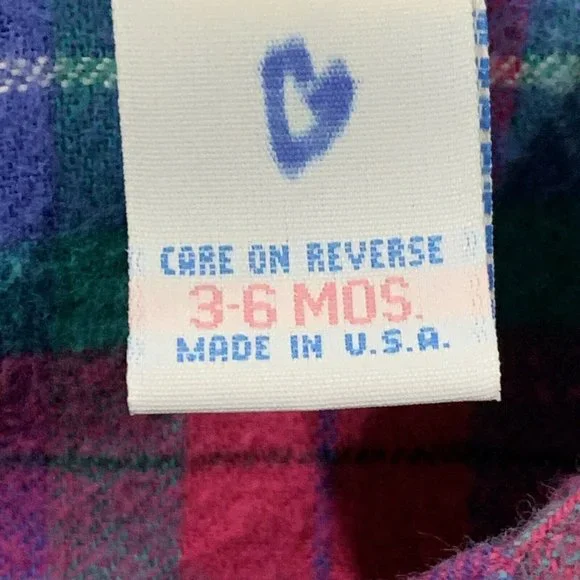 CARE ON REVERSE
3-6 MOS.
MADE IN U.S.A.